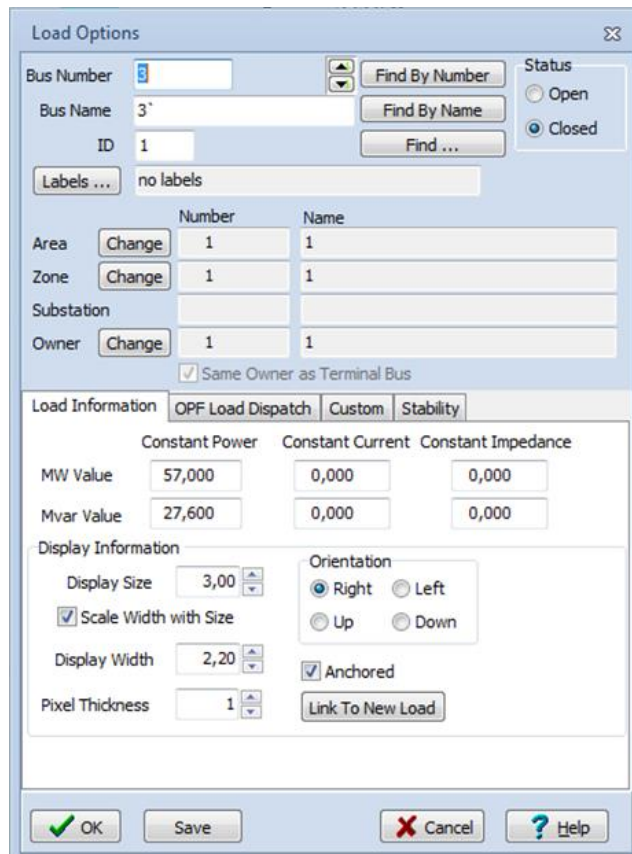 Load Options
Bus Number 3 Find By Number
Bus Name 3` Find By Name
ID 1 Find ...
Status
Open
Closed
Labels ... no labels
Number Name
Area Change 1 1
Zone Change 1 1
Substation
Owner Change 1 1
Same Owner as Terminal Bus
Load Information OPF Load Dispatch Custom Stability
Constant Power Constant Current Constant Impedance
MW Value 57,000 0,000 0,000
Mvar Value 27,600 0,000 0,000
Display Information
Display Size 3,00
Scale Width with Size
Display Width 2,20
Pixel Thickness 1
Orientation
Right Left
Up Down
Anchored
Link To New Load
OK Save Cancel ? Help